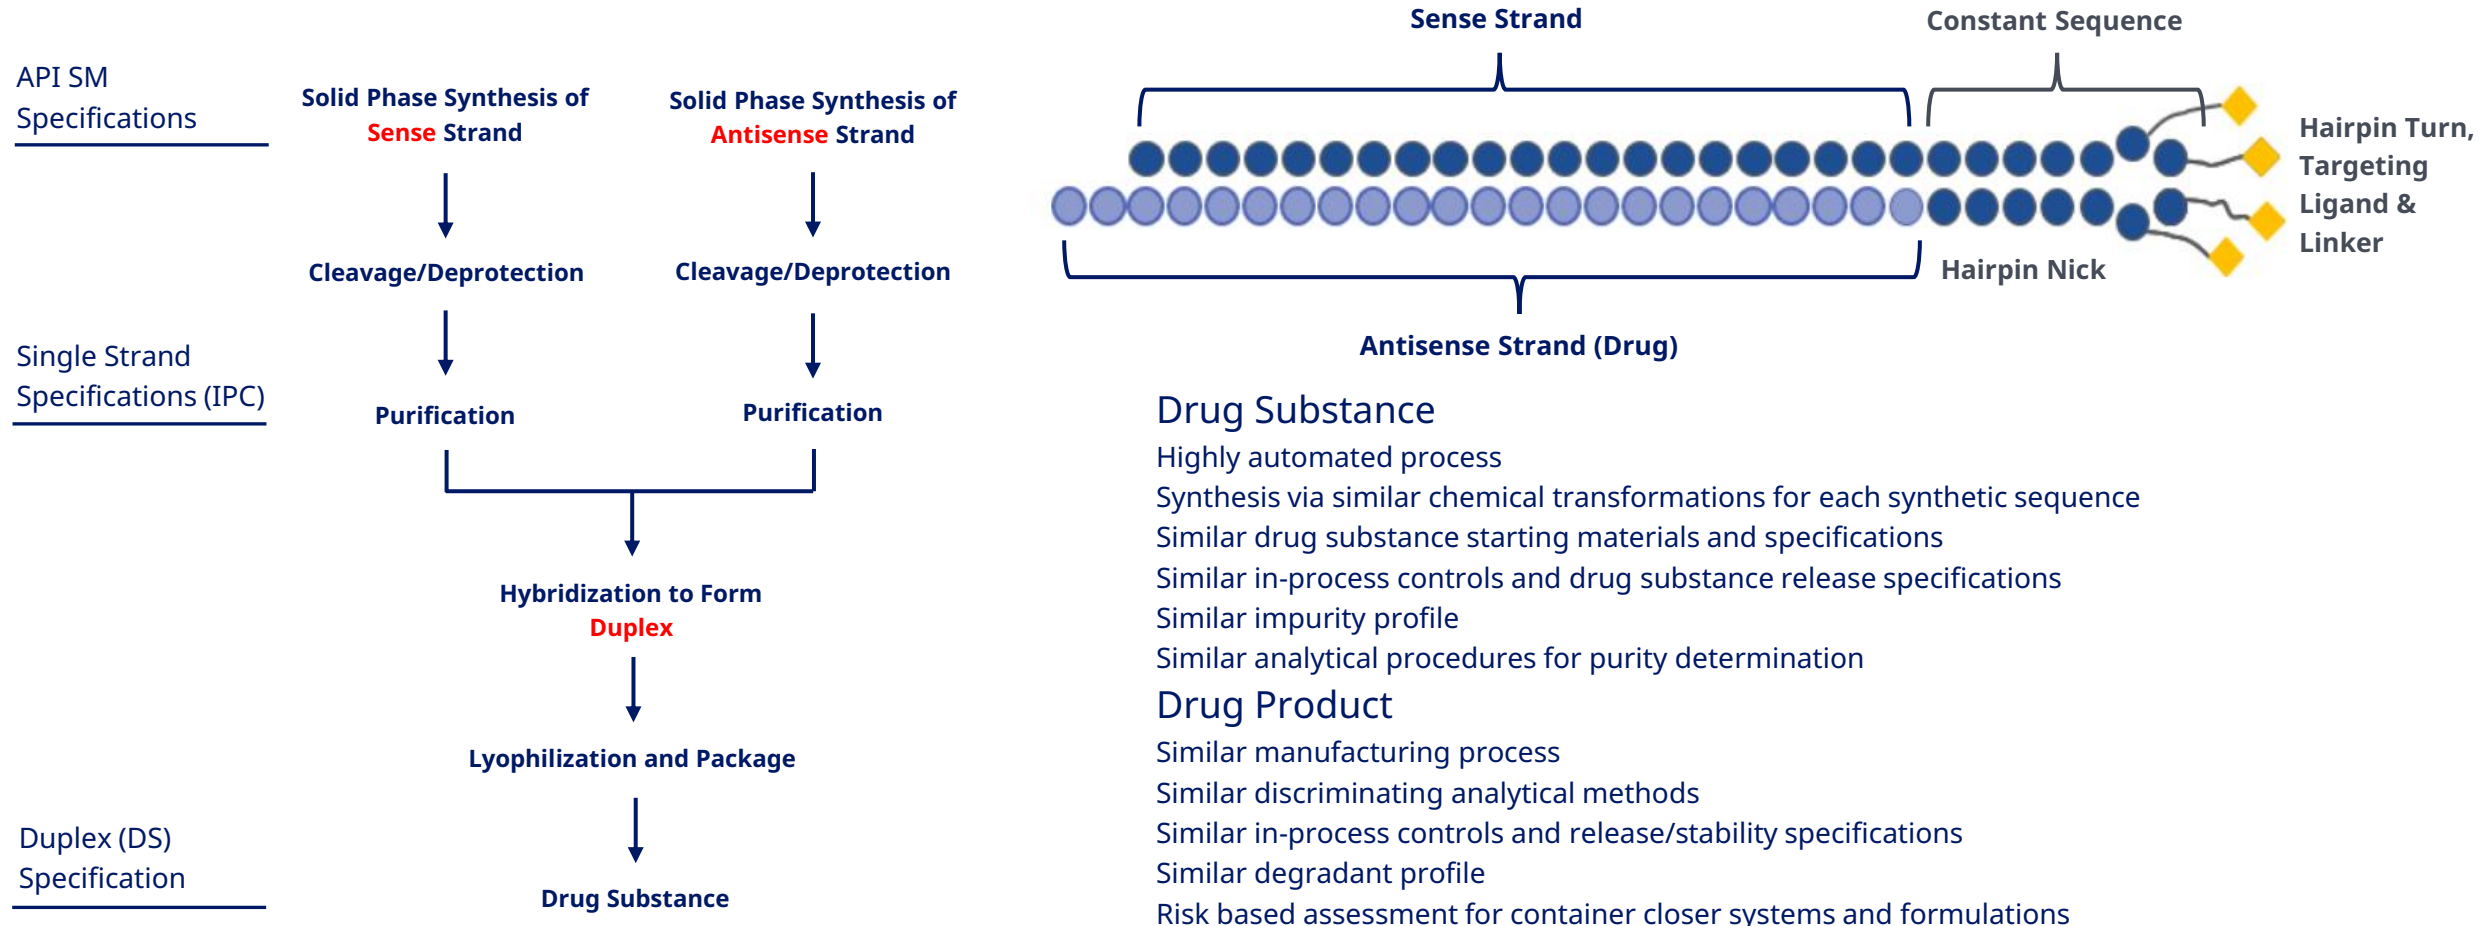 API SM
Specifications
Solid Phase Synthesis of
Sense Strand
Solid Phase Synthesis of
Antisense Strand
Cleavage/Deprotection
Cleavage/Deprotection
Single Strand
Specifications (IPC)
Purification
Purification
Hybridization to Form
Duplex
Lyophilization and Package
Duplex (DS)
Specification
Drug Substance
Sense Strand
Constant Sequence
Hairpin Turn,
Targeting
Ligand &
Linker
Hairpin Nick
Antisense Strand (Drug)
Drug Substance
Highly automated process
Synthesis via similar chemical transformations for each synthetic sequence
Similar drug substance starting materials and specifications
Similar in-process controls and drug substance release specifications
Similar impurity profile
Similar analytical procedures for purity determination
Drug Product
Similar manufacturing process
Similar discriminating analytical methods
Similar in-process controls and release/stability specifications
Similar degradant profile
Risk based assessment for container closer systems and formulations